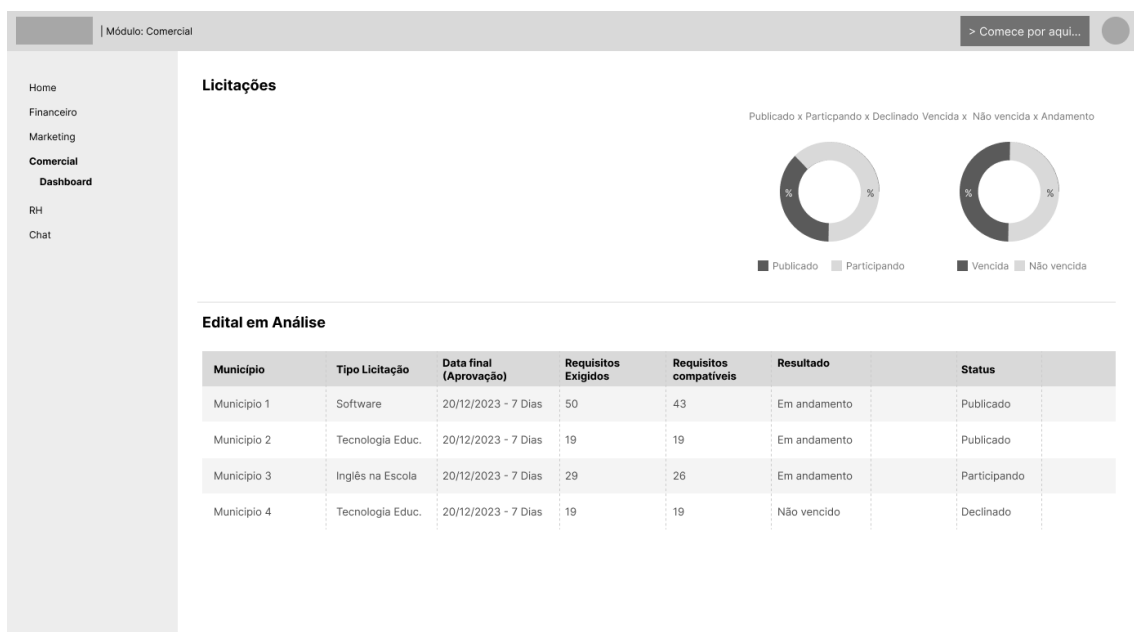 | Módulo: Comercial
> Comece por aqui...
Home
Financeiro
Marketing
Comercial
Dashboard
RH
Chat
Licitações
Publicado x Particpando x Declinado
Vencida x Não vencida x Andamento
% %
% %
Publicado Participando
Vencida Não vencida
Edital em Análise
Município Tipo Licitação Data final (Aprovação) Requisitos Exigidos Requisitos compatíveis Resultado Status
Municipio 1 Software 20/12/2023 - 7 Dias 50 43 Em andamento Publicado
Municipio 2 Tecnologia Educ. 20/12/2023 - 7 Dias 19 19 Em andamento Publicado
Municipio 3 Inglês na Escola 20/12/2023 - 7 Dias 29 26 Em andamento Participando
Municipio 4 Tecnologia Educ. 20/12/2023 - 7 Dias 19 19 Não vencido Declinado